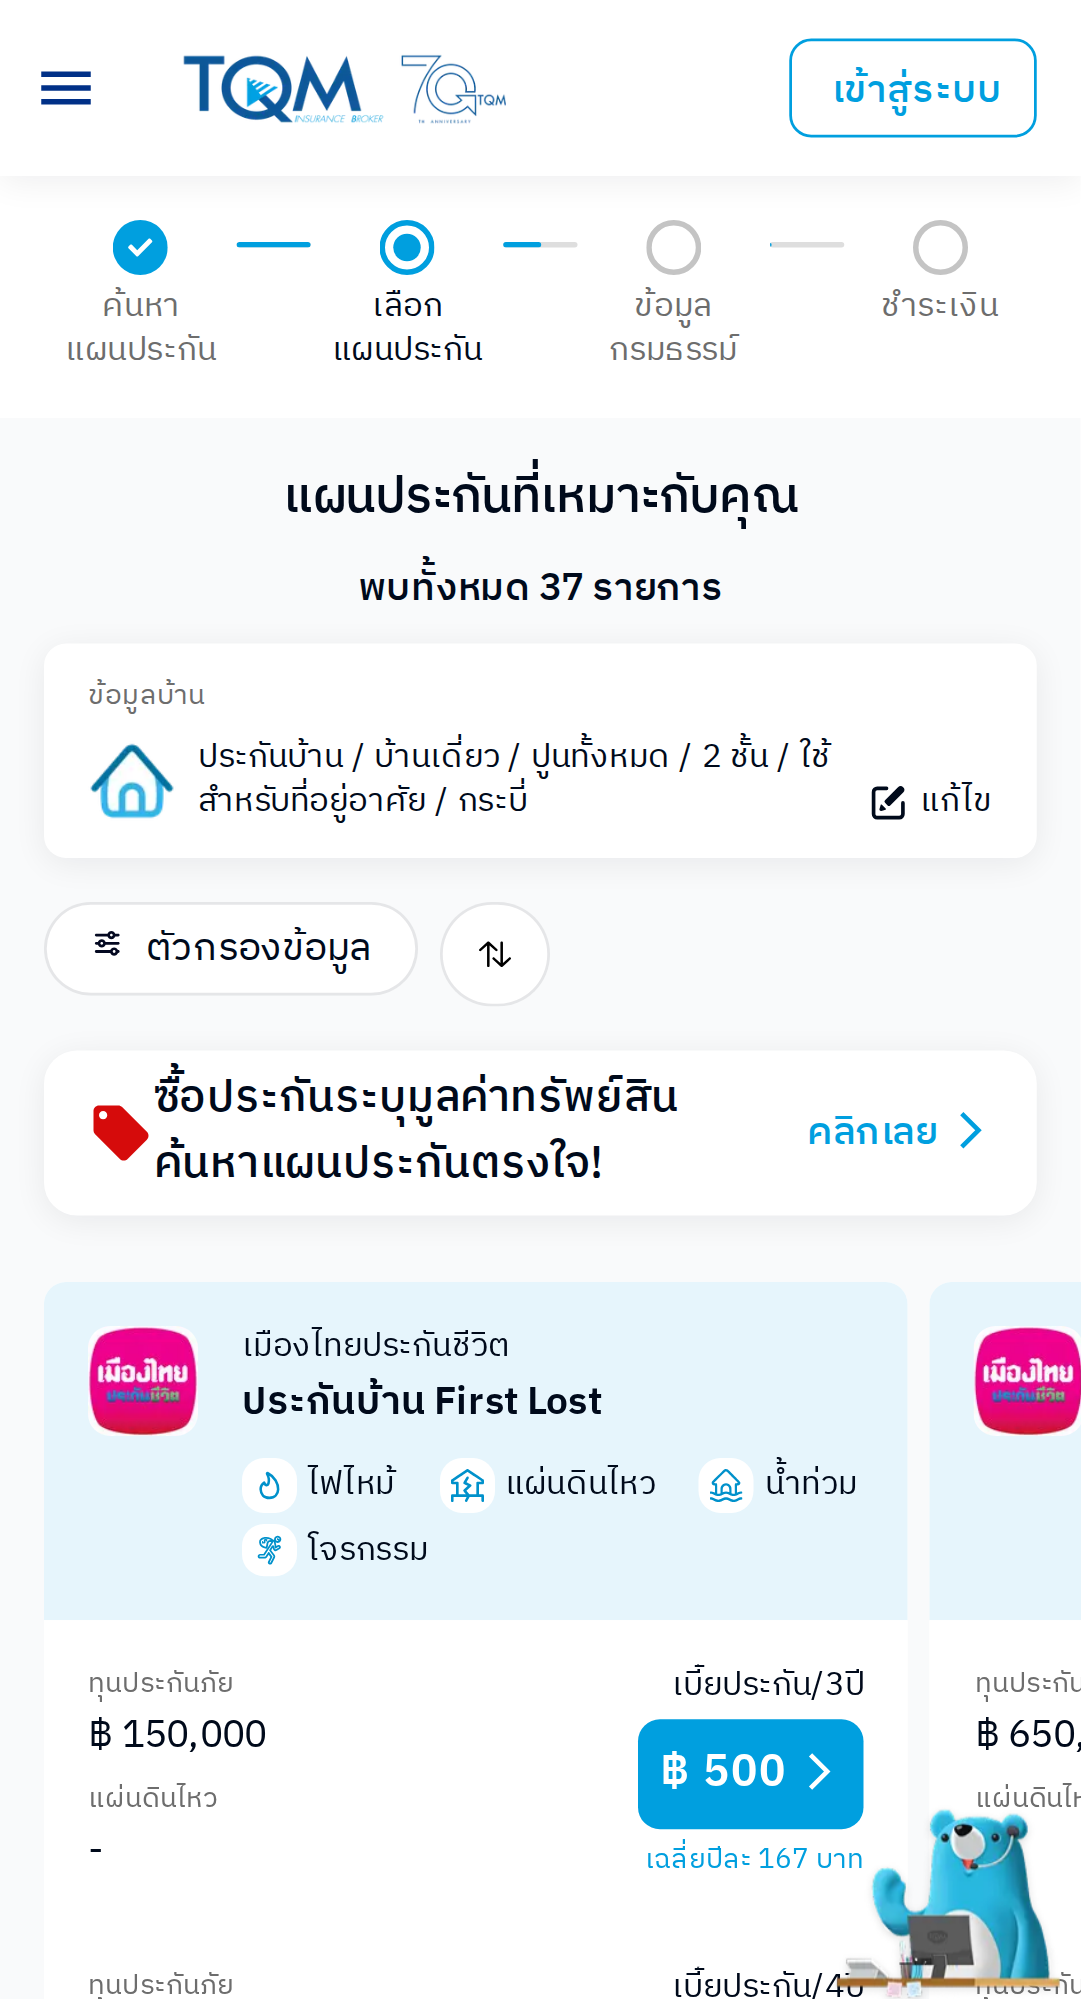 TQM
INSURANCE BROKER
70
TQM
TH ANNIVERSARY
เข้าสู่ระบบ
ค้นหา
แผนประกัน
เลือก
แผนประกัน
ข้อมูล
กรมธรรม์
ชำระเงิน
แผนประกันที่เหมาะกับคุณ
พบทั้งหมด 37 รายการ
ข้อมูลบ้าน
ประกันบ้าน / บ้านเดี่ยว / ปูนทั้งหมด / 2 ชั้น / ใช้
สำหรับที่อยู่อาศัย / กระบี่
แก้ไข
ตัวกรองข้อมูล
ซื้อประกันระบุมูลค่าทรัพย์สิน
ค้นหาแผนประกันตรงใจ!
คลิกเลย
เมืองไทย
ประกันชีวิต
เมืองไทยประกันชีวิต
ประกันบ้าน First Lost
ไฟไหม้
แผ่นดินไหว
น้ำท่วม
โจรกรรม
เมืองไทย
ประกันชีวิต
ทุนประกันภัย
฿ 150,000
แผ่นดินไหว
-
เบี้ยประกัน/3ปี
฿ 500
เฉลี่ยปีละ 167 บาท
ทุนประกัน
฿ 650,
แผ่นดินไห
ทุนประกันภัย
เบี้ยประกัน/4ปี